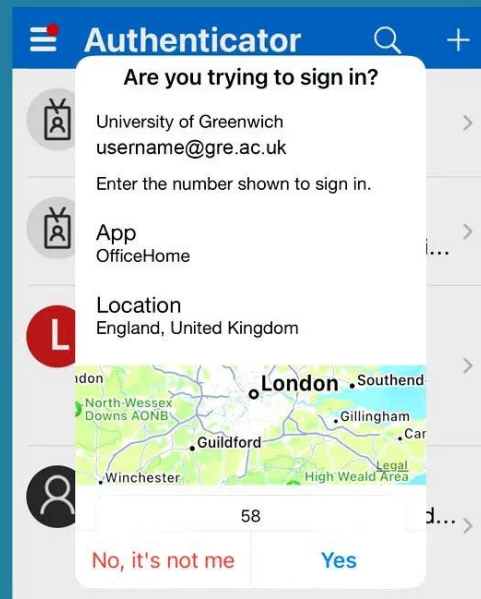 Authenticator
Are you trying to sign in?
University of Greenwich
username@gre.ac.uk
Enter the number shown to sign in.
App
OfficeHome
Location
England, United Kingdom
London
Southend
North Wessex
Downs AONB
Gillingham
Guildford
Legal
Winchester
High Weald Area
58
No, it's not me
Yes
L